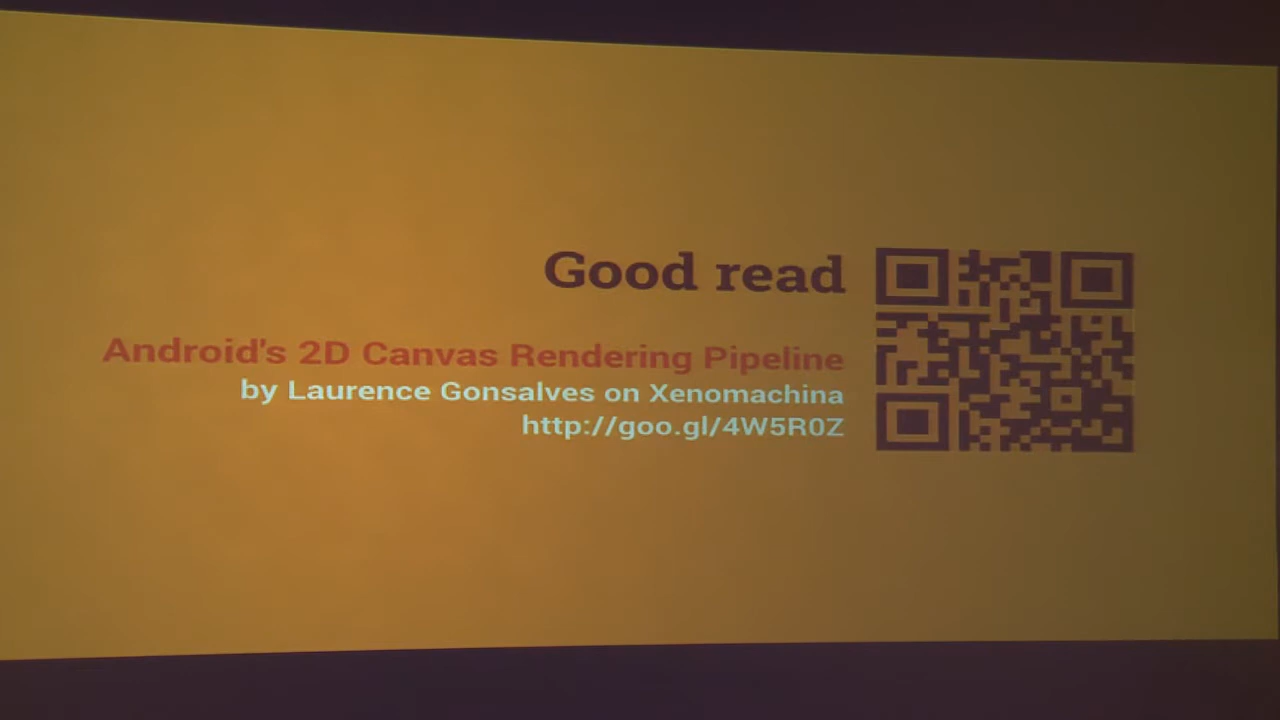 Good read
Android's 2D Canvas Rendering Pipeline
by Laurence Gonsalves on Xenomachina
http://goo.gl/4W5R0Z